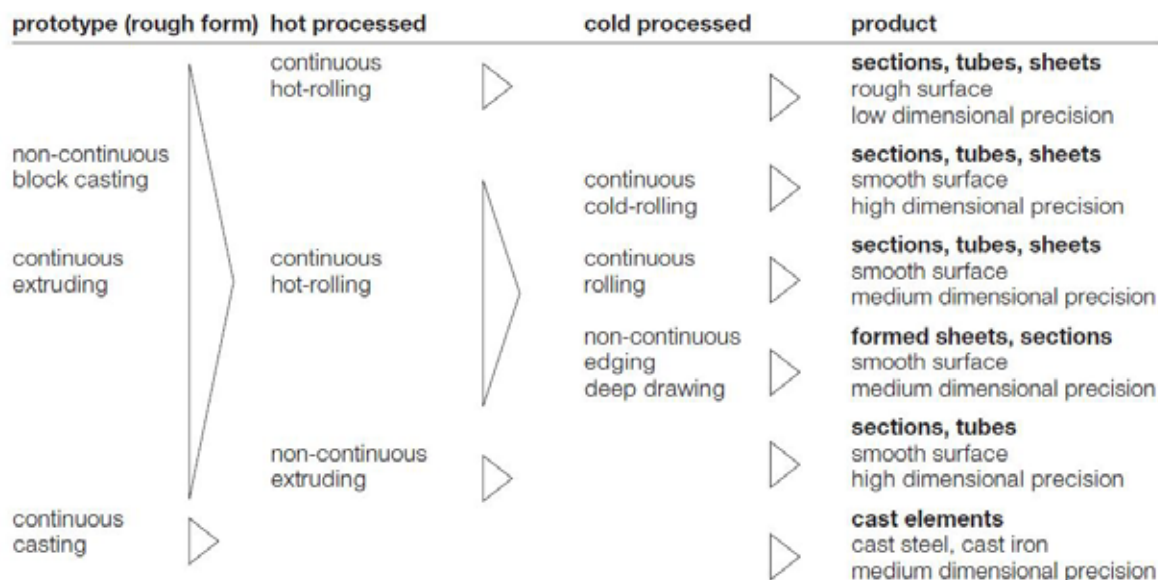 prototype (rough form) hot processed cold processed product
continuous
hot-rolling
sections, tubes, sheets
rough surface
low dimensional precision
non-continuous
block casting
continuous
cold-rolling
sections, tubes, sheets
smooth surface
high dimensional precision
continuous
extruding
continuous
hot-rolling
continuous
rolling
sections, tubes, sheets
smooth surface
medium dimensional precision
non-continuous
edging
deep drawing
formed sheets, sections
smooth surface
medium dimensional precision
non-continuous
extruding
sections, tubes
smooth surface
high dimensional precision
continuous
casting
cast elements
cast steel, cast iron
medium dimensional precision